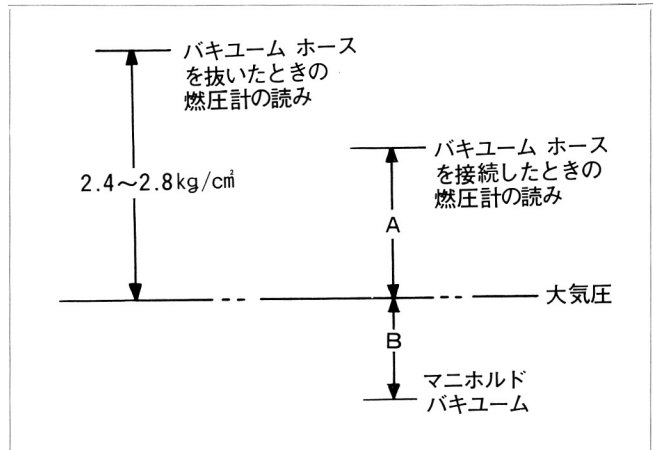 バキユーム ホース
を抜いたときの
燃圧計の読み
2.4～2.8kg/c㎡
バキユーム ホース
を接続したときの
燃圧計の読み
A
大気圧
B
マニホルド
バキユーム